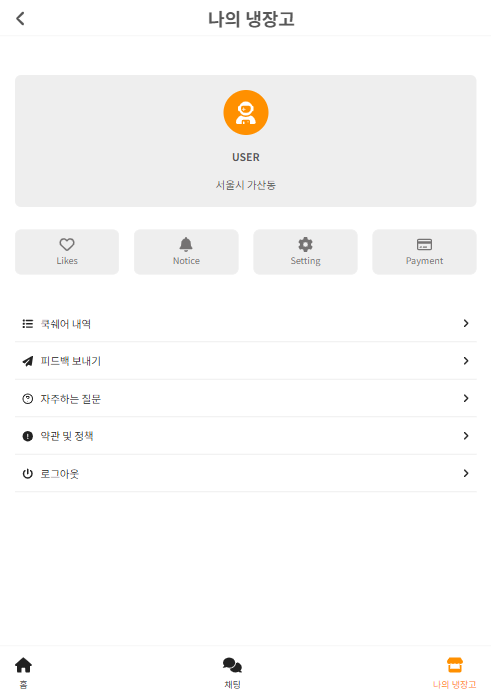 나의 냉장고
USER
서울시 가산동
Likes
Notice
Setting
Payment
쿡쉐어 내역
피드백 보내기
자주하는 질문
약관 및 정책
로그아웃
홈
채팅
나의 냉장고